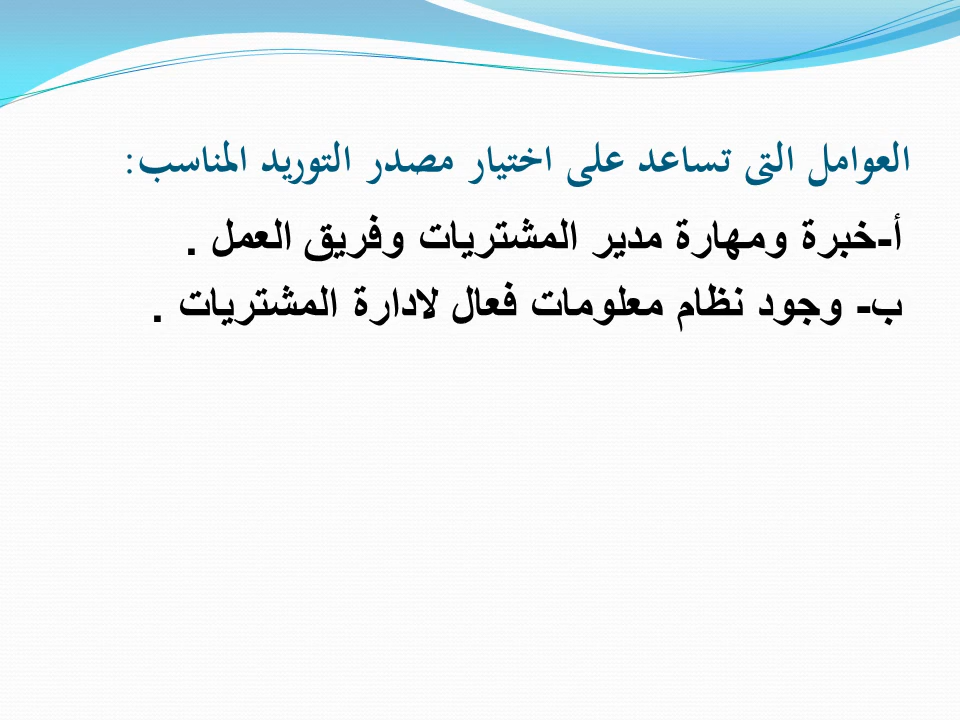 العوامل التى تساعد على اختيار مصدر التوريد المناسب:
أ-خبرة ومهارة مدير المشتريات وفريق العمل .
ب- وجود نظام معلومات فعال لادارة المشتريات .